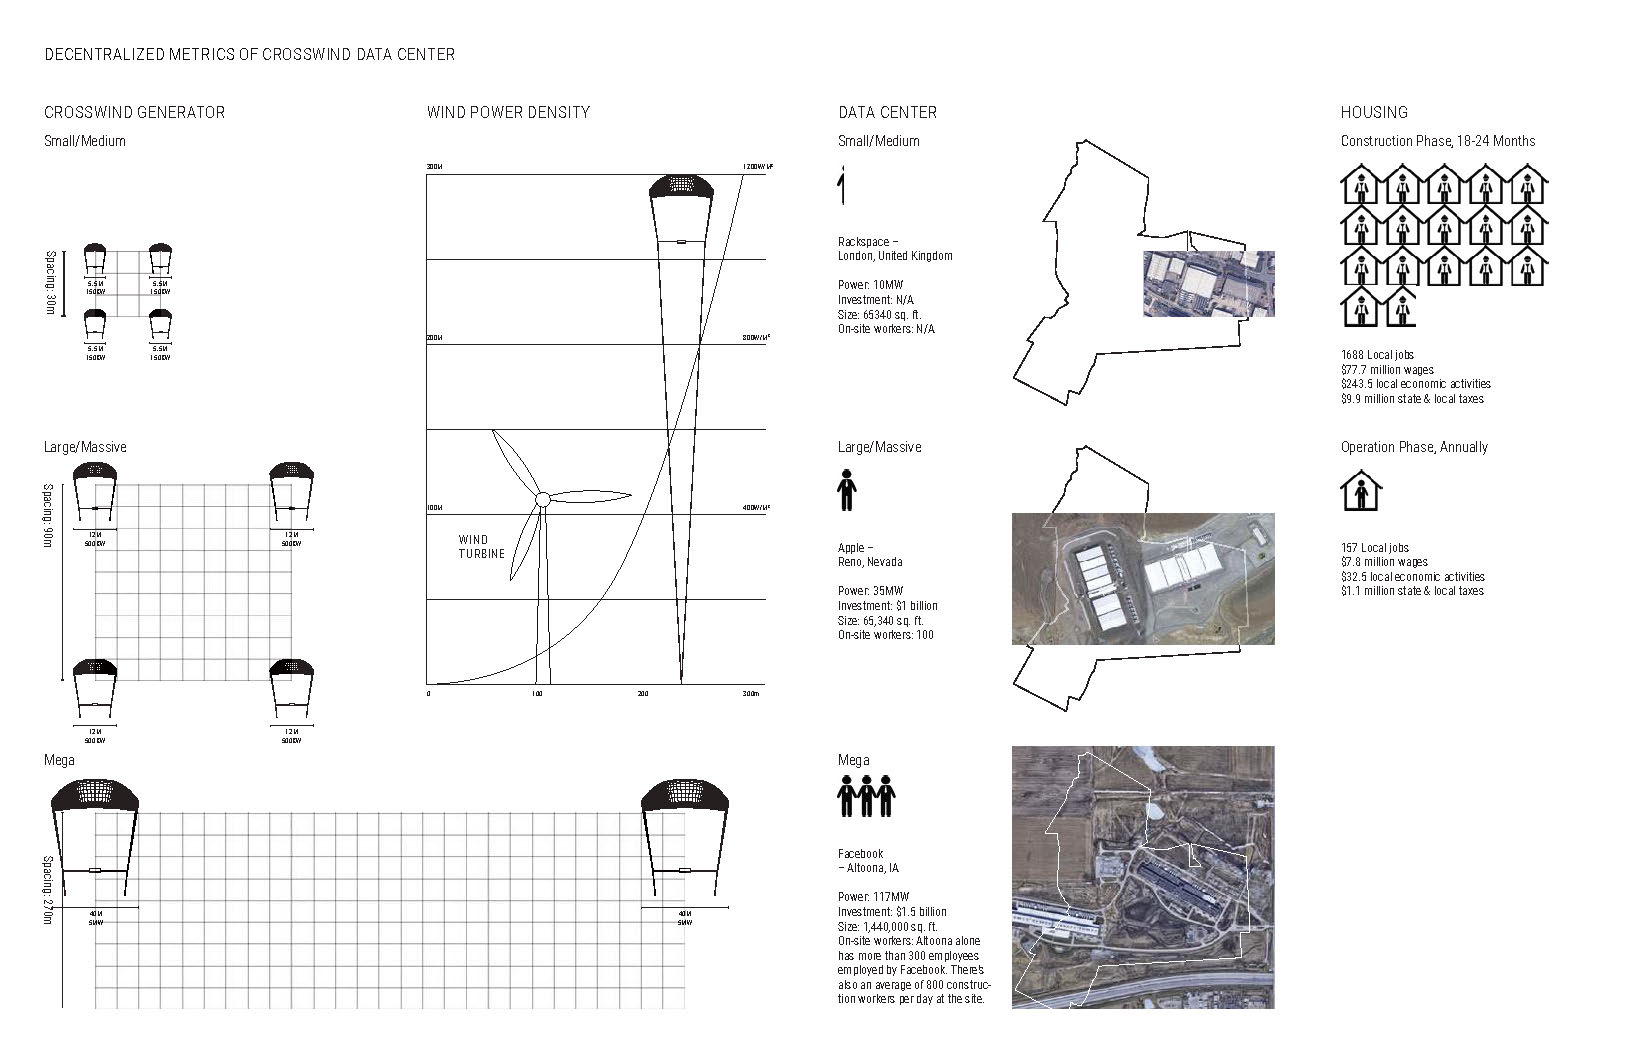 DECENTRALIZED METRICS OF CROSSWIND DATA CENTER
CROSSWIND GENERATOR
Small/Medium
Spacing: 30m
5.5M
150KW
5.5M
150KW
5.5M
150KW
5.5M
150KW
Large/Massive
Spacing: 90m
12M
500KW
12M
500KW
12M
500KW
12M
500KW
Mega
Spacing: 270m
40M
5MW
40M
5MW
WIND POWER DENSITY
300M
1200W/M²
200M
800W/M²
100M
400W/M²
WIND
TURBINE
0
100
200
300m
DATA CENTER
Small/Medium
Rackspace –
London, United Kingdom
Power: 10MW
Investment: N/A
Size: 65340 sq. ft.
On-site workers: N/A
Large/Massive
Apple –
Reno, Nevada
Power: 35MW
Investment: $1 billion
Size: 65,340 sq. ft.
On-site workers: 100
Mega
Facebook
– Altoona, IA
Power: 117MW
Investment: $1.5 billion
Size: 1,440,000 sq. ft.
On-site workers: Altoona alone
has more than 300 employees
employed by Facebook. There's
also an average of 800 construc-
tion workers per day at the site.
HOUSING
Construction Phase, 18-24 Months
1688 Local jobs
$77.7 million wages
$243.5 local economic activities
$9.9 million state & local taxes
Operation Phase, Annually
157 Local jobs
$7.8 million wages
$32.5 local economic activities
$1.1 million state & local taxes